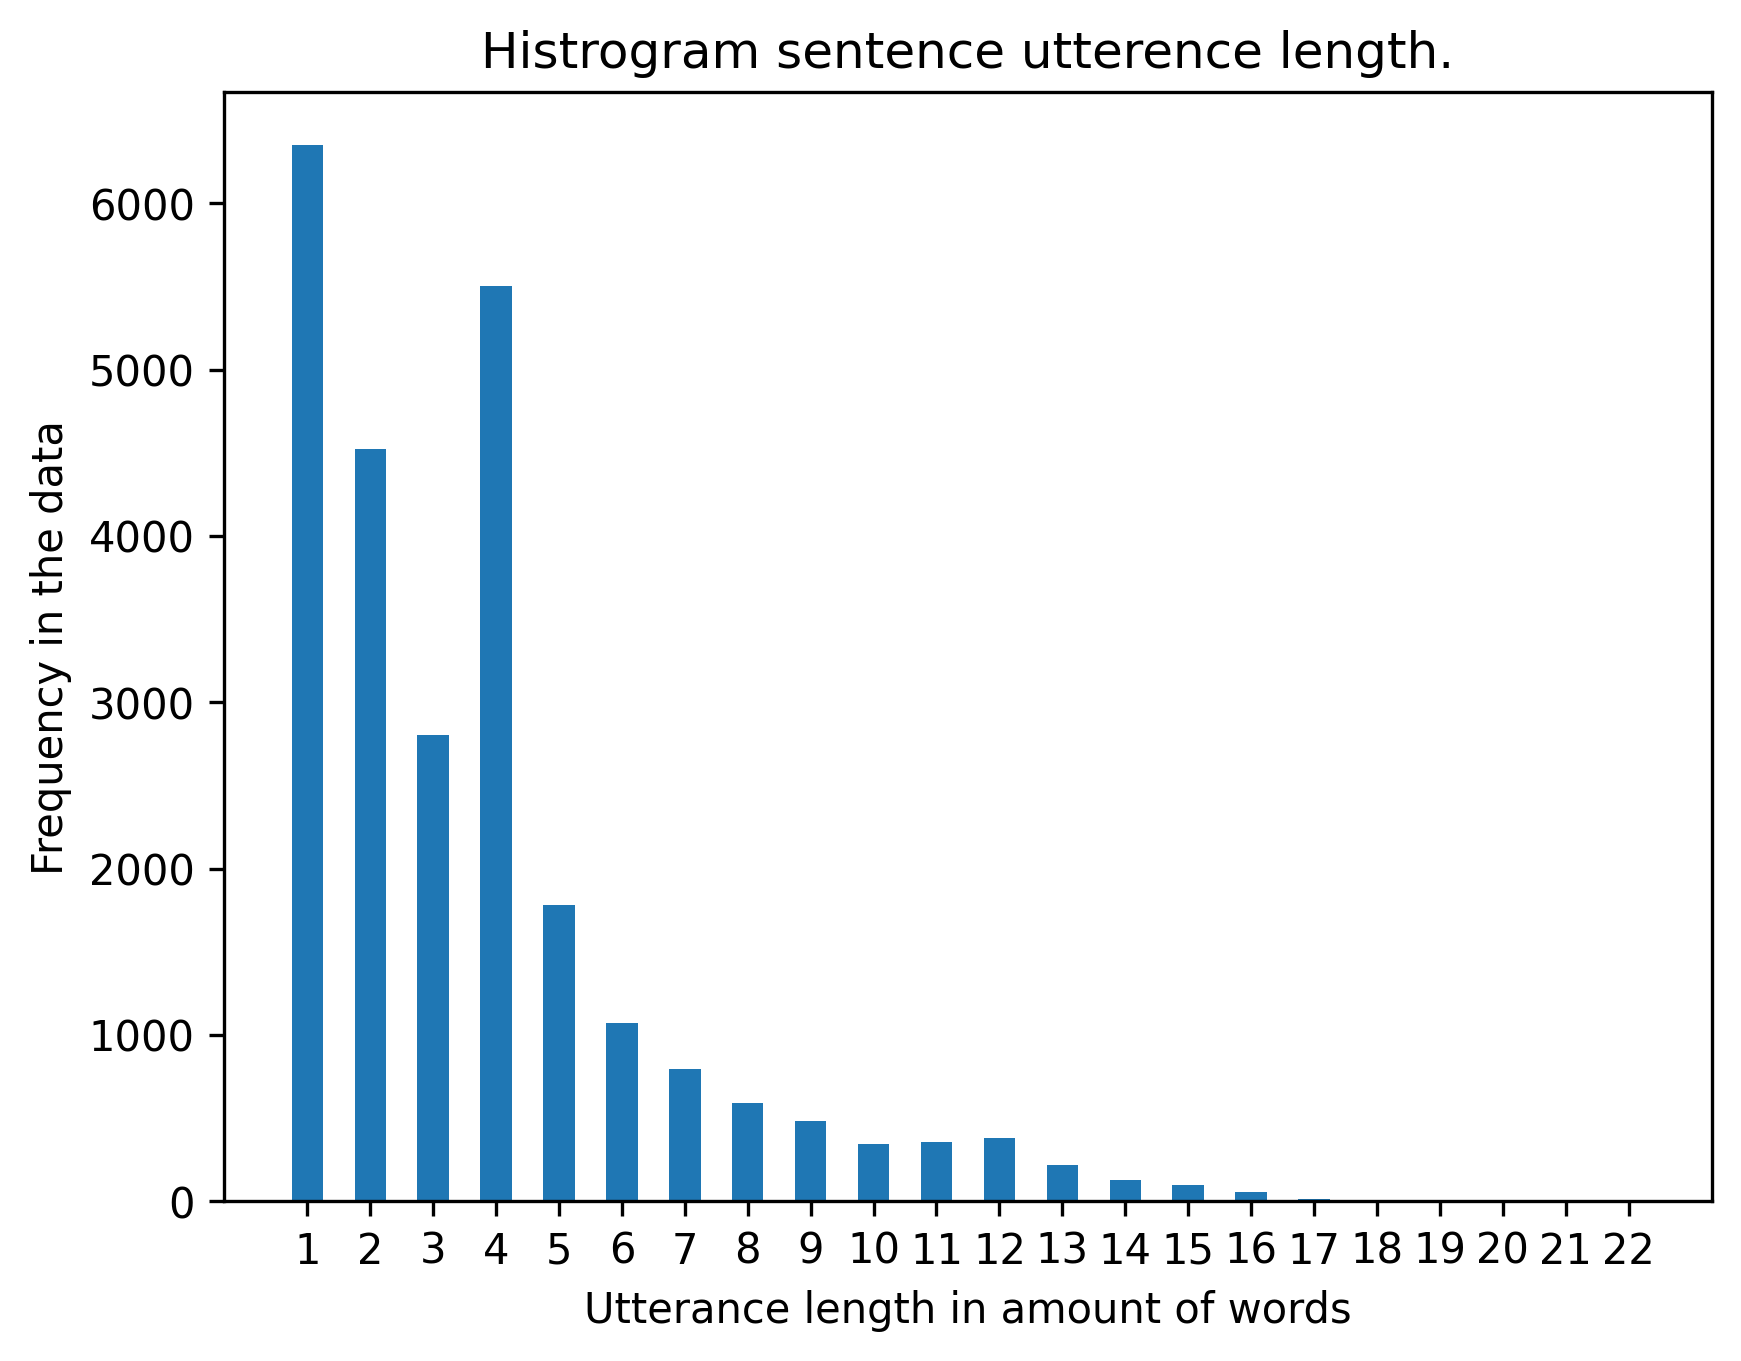 Histrogram sentence utterence length.
6000
5000
4000
3000
2000
1000
0
Frequency in the data
1 2 3 4 5 6 7 8 9 10 11 12 13 14 15 16 17 18 19 20 21 22
Utterance length in amount of words